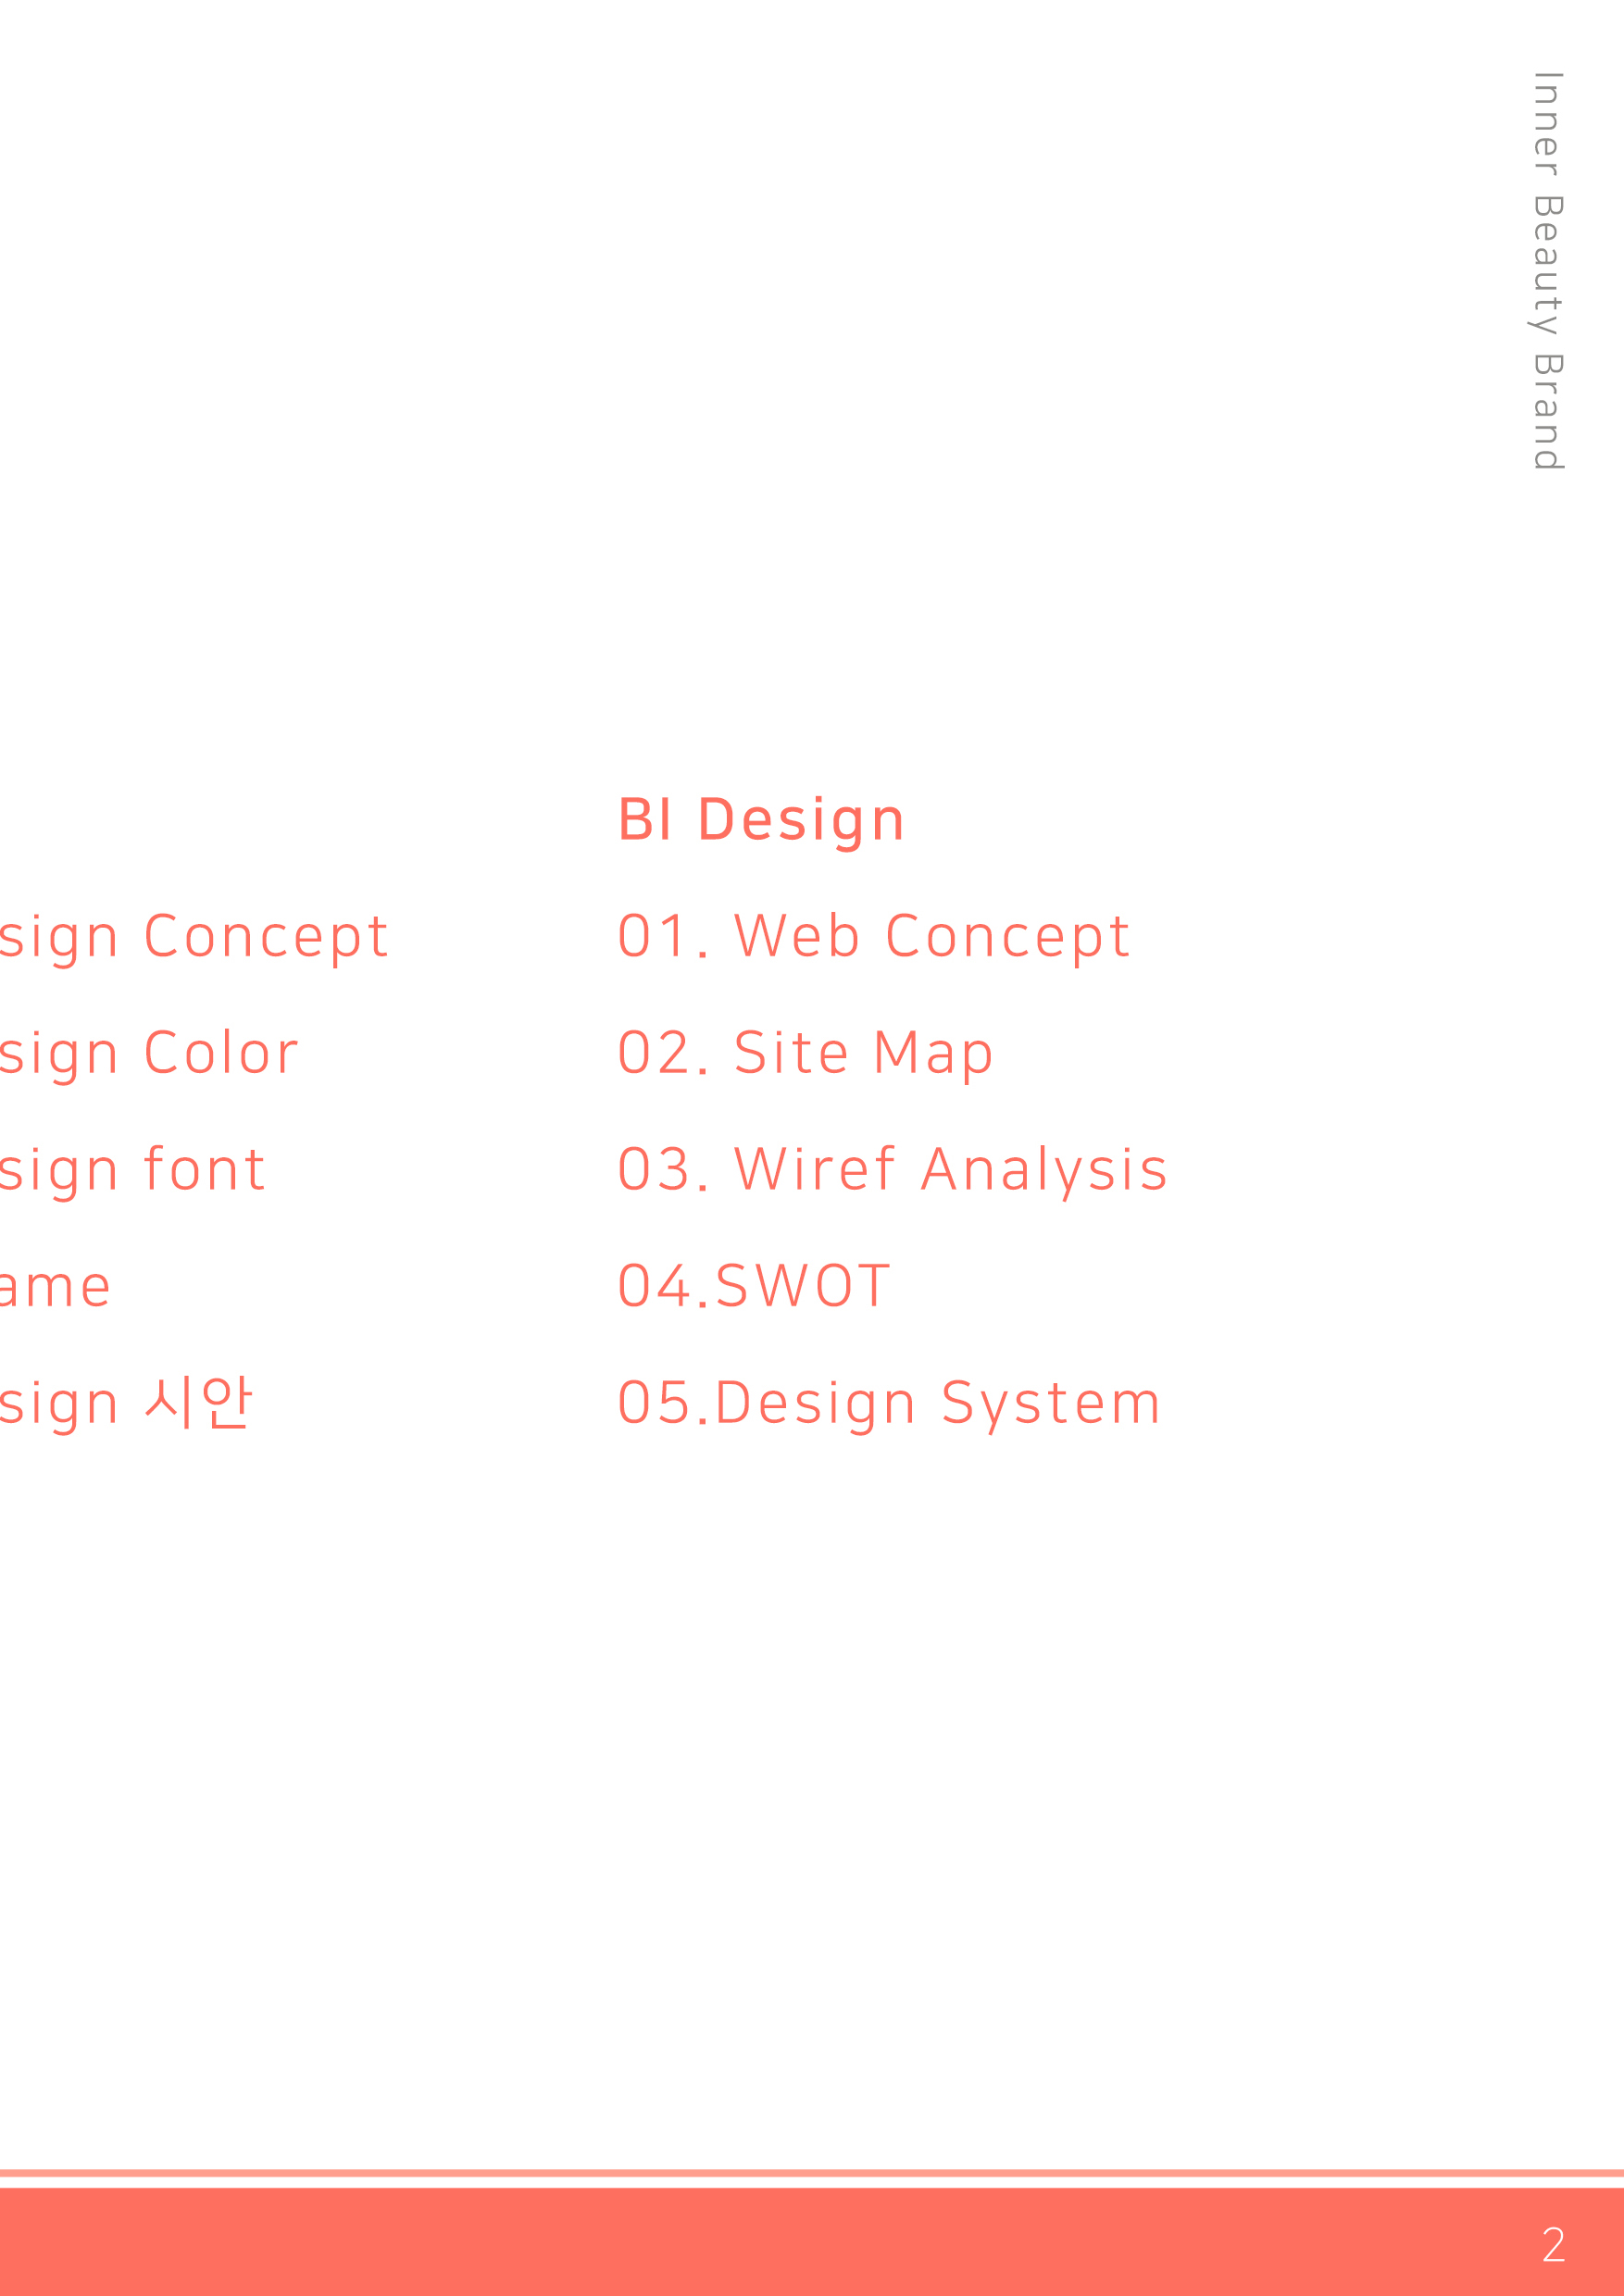 Inner Beauty Brand
sign Concept
sign Color
sign font
ame
sign 시안
BI Design
01. Web Concept
02. Site Map
03. Wiref Analysis
04.SWOT
05.Design System
2